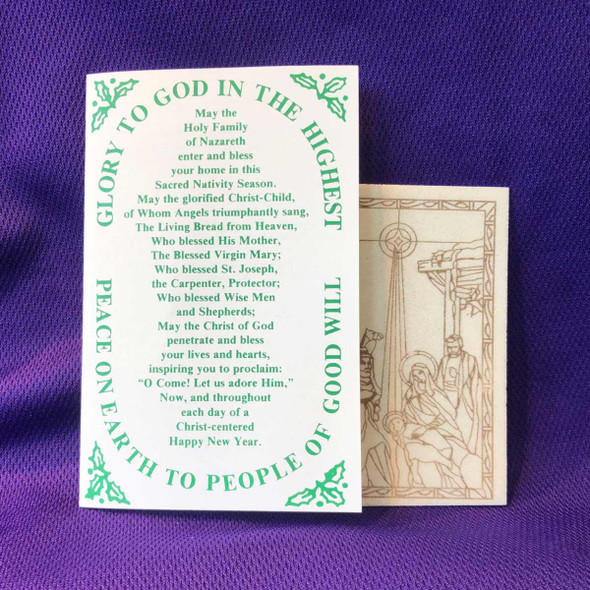 GLORY TO GOD IN THE HIGHEST
May the
Holy Family
of Nazareth
enter and bless
your home in this
Sacred Nativity Season.
May the glorified Christ-Child,
of Whom Angels triumphantly sang,
The Living Bread from Heaven,
Who blessed His Mother,
The Blessed Virgin Mary;
Who blessed St. Joseph,
the Carpenter, Protector;
Who blessed Wise Men
and Shepherds;
May the Christ of God
penetrate and bless
your lives and hearts,
inspiring you to proclaim:
“O Come! Let us adore Him,”
Now, and throughout
each day of a
Christ-centered
Happy New Year.
PEACE ON EARTH TO PEOPLE OF GOOD WILL